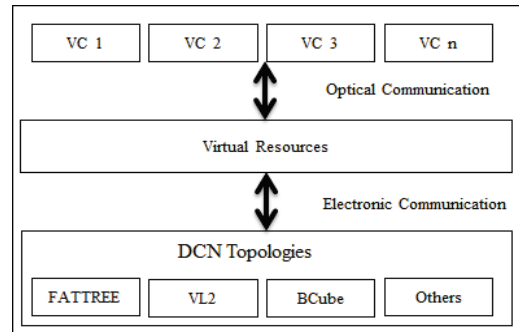 VC 1 VC 2 VC 3 VC n
Optical Communication
Virtual Resources
Electronic Communication
DCN Topologies
FATTREE VL2 BCube Others